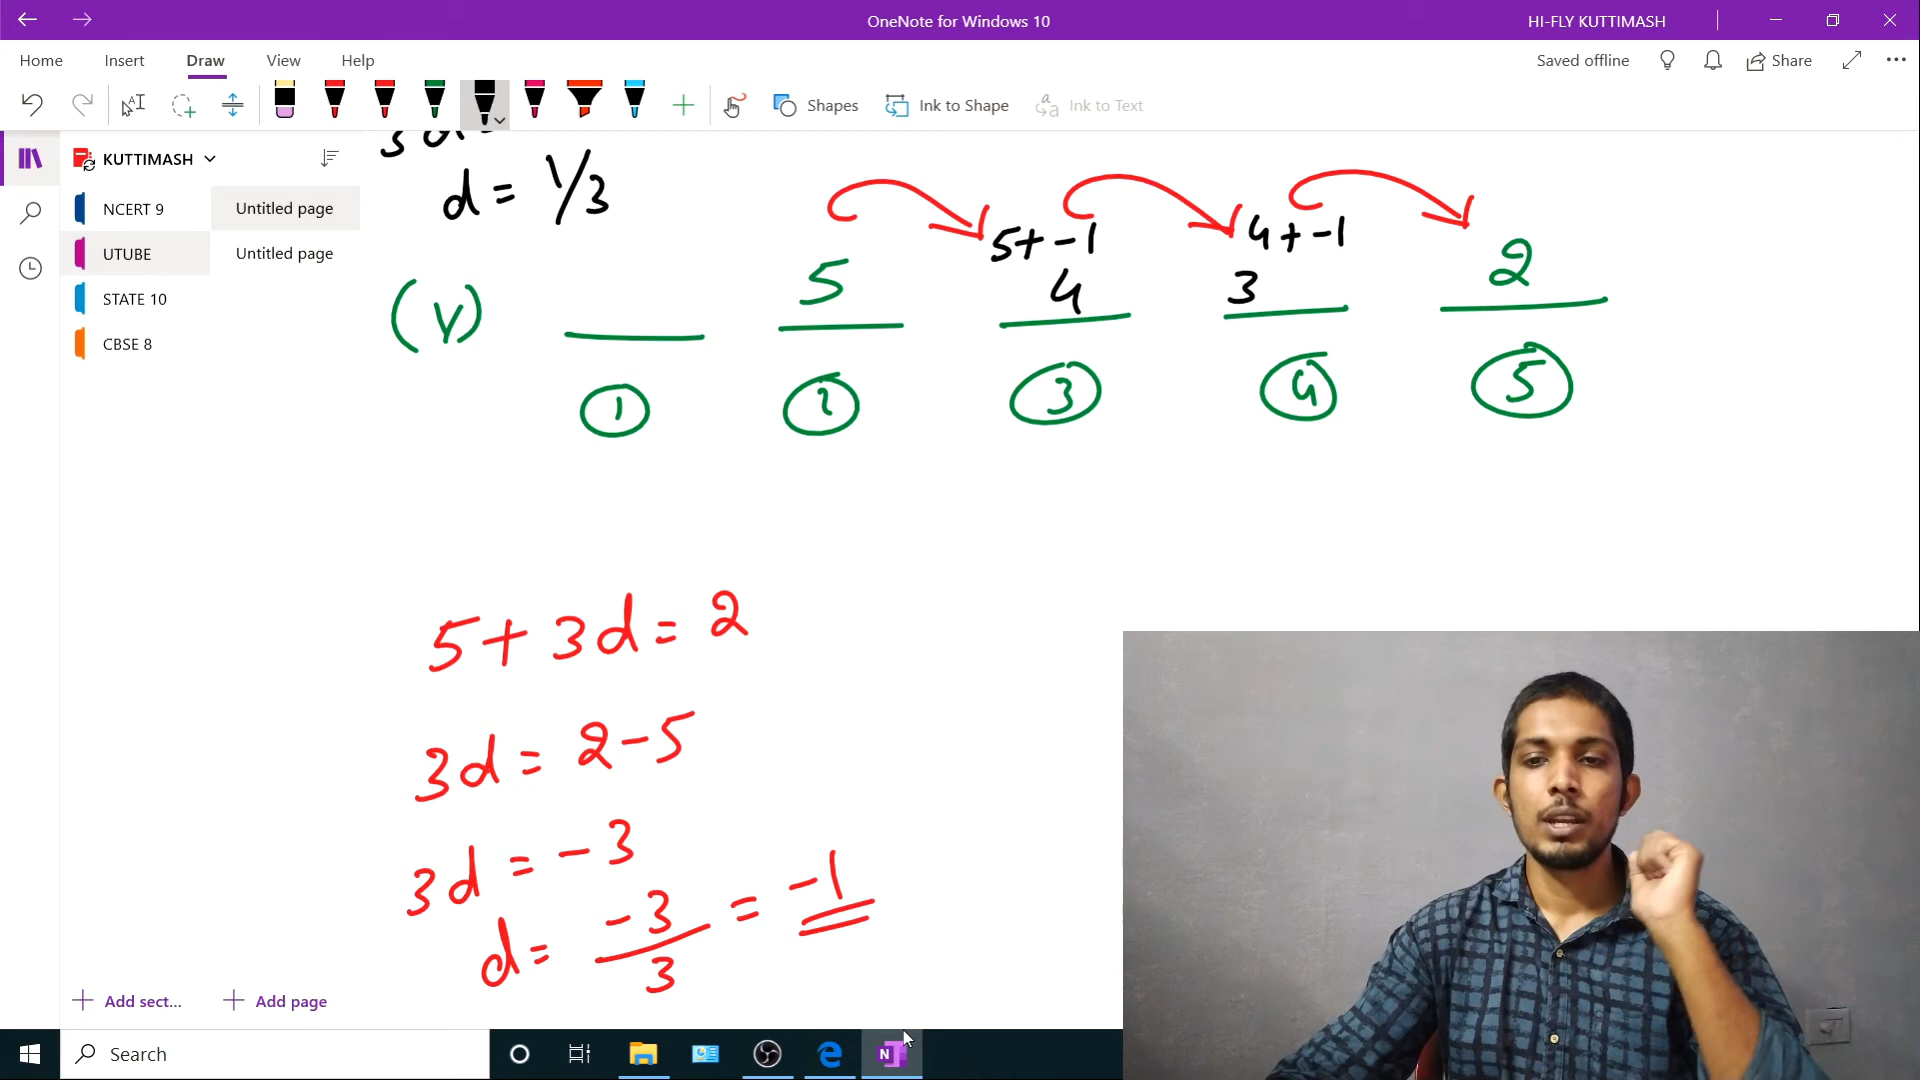 OneNote for Windows 10
HI-FLY KUTTIMASH
Home Insert Draw View Help
Saved offline
Share
Shapes
Ink to Shape
Ink to Text
KUTTIMASH
NCERT 9
UTUBE
STATE 10
CBSE 8
Untitled page
Untitled page
3d =
d = 1/3
5+-1
4+-1
(V)
5
4
3
2
1
2
3
4
5
5+3d=2
3d=2-5
3d=-3
d=-3/3=-1
Add sect...
Add page
Search
N